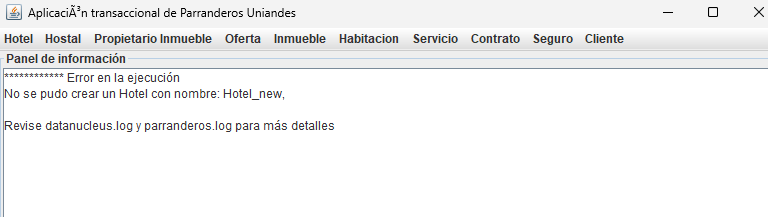 AplicaciÃ³n transaccional de Parranderos Uniandes
Hotel Hostal Propietario Inmueble Oferta Inmueble Habitacion Servicio Contrato Seguro Cliente
Panel de información
************ Error en la ejecución
No se pudo crear un Hotel con nombre: Hotel_new,
Revise datanucleus.log y parranderos.log para más detalles